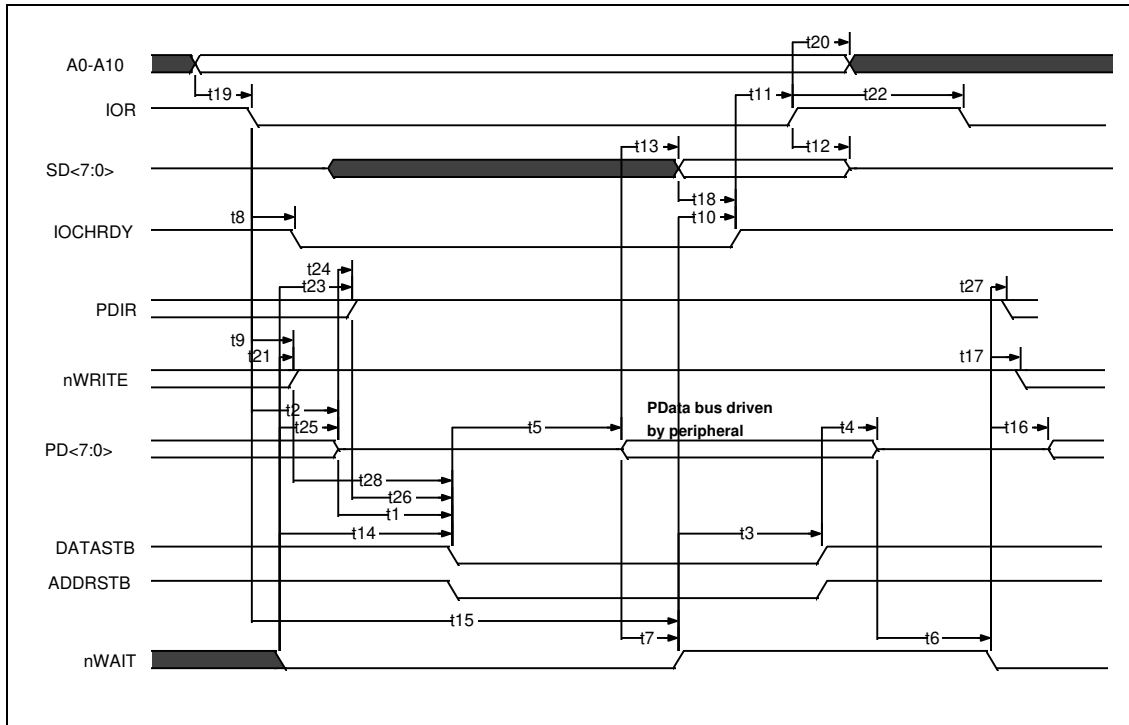 t20
A0-A10
t19
t11
t22
IOR
t13
t12
SD<7:0>
t18
t8
t10
IOCHRDY
t24
t23
t27
PDIR
t9
t21
t17
nWRITE
t2
PData bus driven
by peripheral
t25
t5
t4
t16
PD<7:0>
t28
t26
t1
t14
t3
DATASTB
ADDRSTB
t15
t7
t6
nWAIT